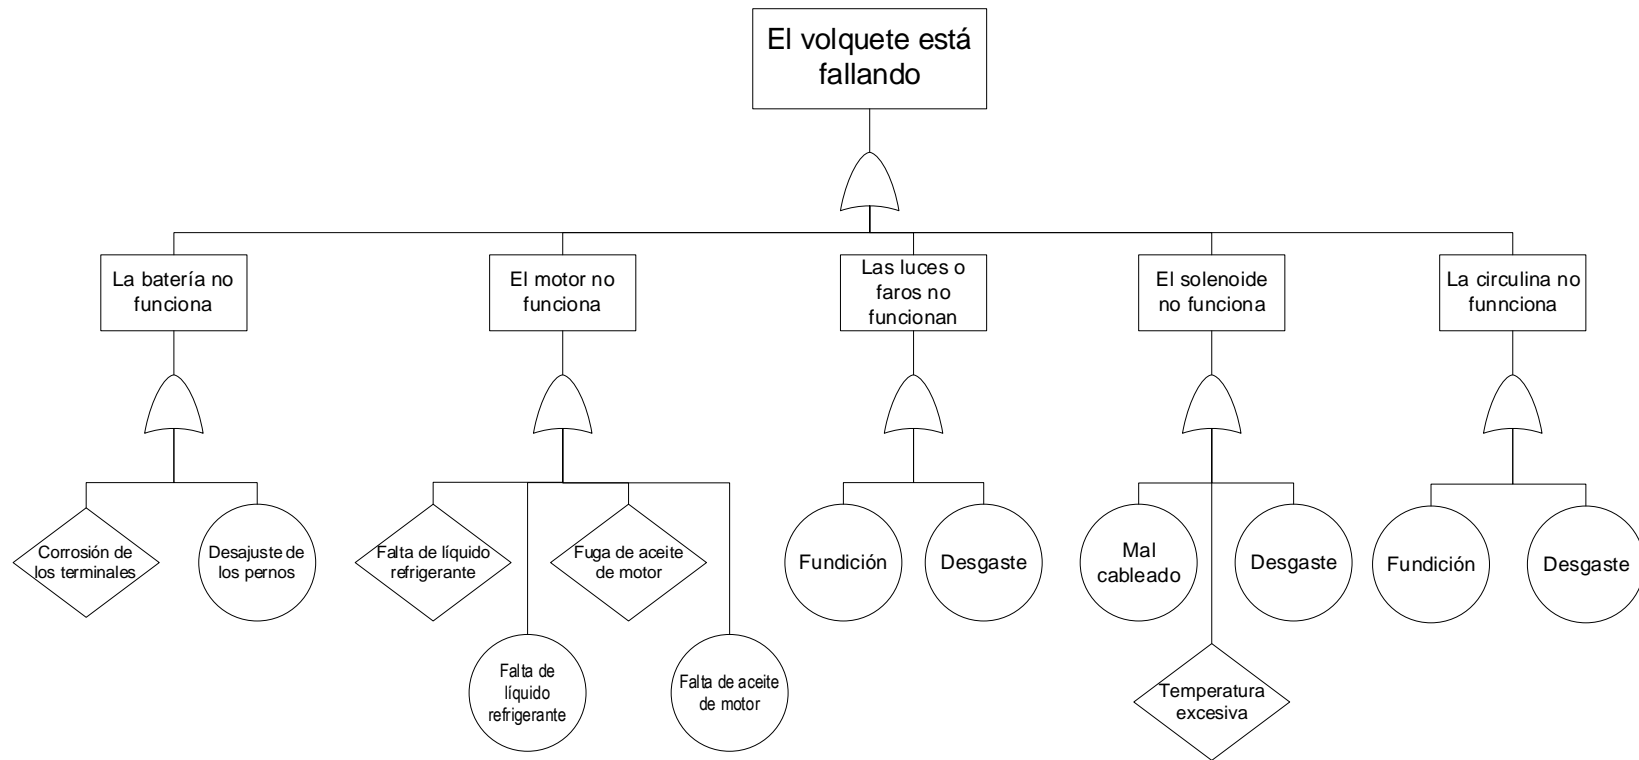 El volquete está
fallando
La batería no
funciona
El motor no
funciona
Las luces o
faros no
funcionan
El solenoide
no funciona
La circulina no
funnciona
Corrosión de
los terminales
Desajuste de
los pernos
Falta de líquido
refrigerante
Fuga de aceite
de motor
Fundición
Desgaste
Mal
cableado
Desgaste
Fundición
Desgaste
Falta de
líquido
refrigerante
Falta de aceite
de motor
Temperatura
excesiva